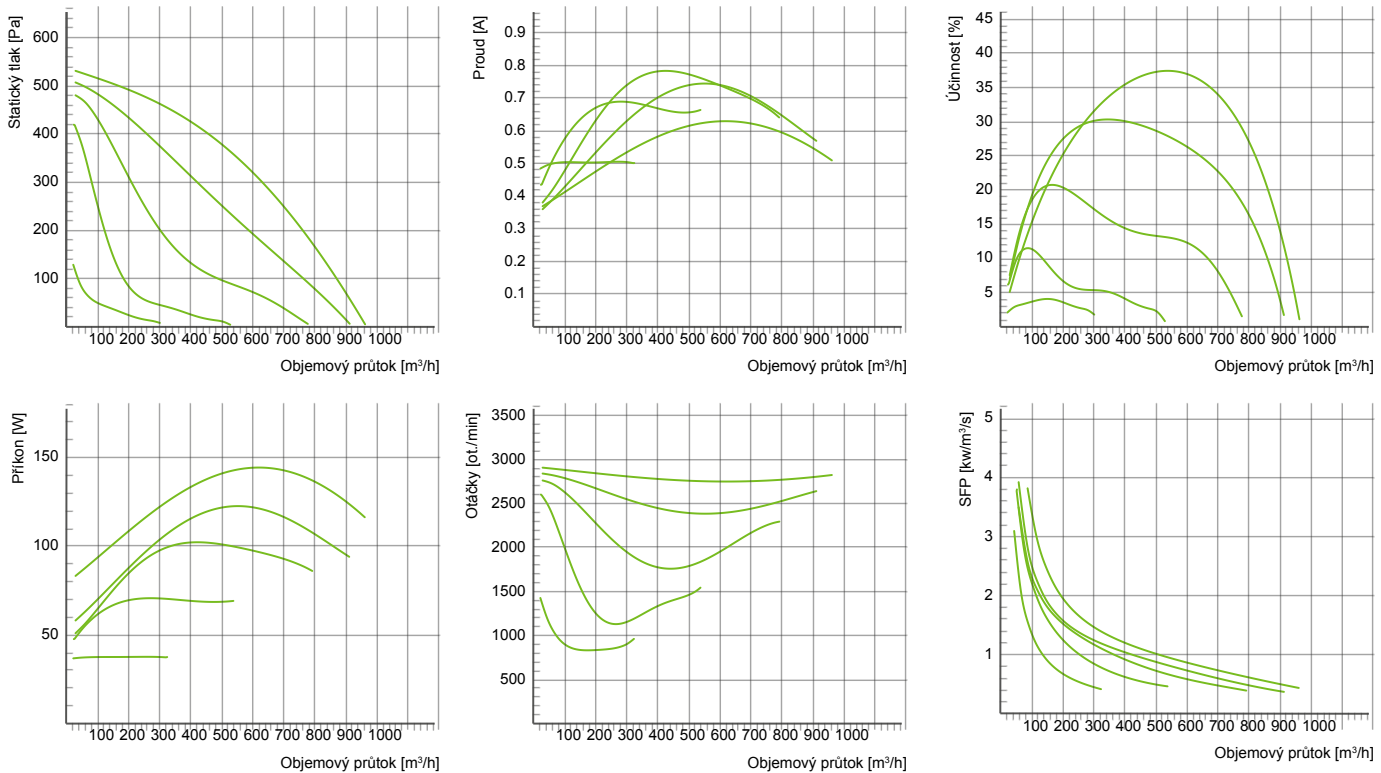 Statický tlak [Pa]
600
500
400
300
200
100
100 200 300 400 500 600 700 800 900 1000
Objemový průtok [m³/h]
Proud [A]
0.9
0.8
0.7
0.6
0.5
0.4
0.3
0.2
0.1
100 200 300 400 500 600 700 800 900 1000
Objemový průtok [m³/h]
Účinnost [%]
45
40
35
30
25
20
15
10
5
100 200 300 400 500 600 700 800 900 1000
Objemový průtok [m³/h]
Příkon [W]
150
100
50
100 200 300 400 500 600 700 800 900 1000
Objemový průtok [m³/h]
Otáčky [ot./min]
3500
3000
2500
2000
1500
1000
500
100 200 300 400 500 600 700 800 900 1000
Objemový průtok [m³/h]
SFP [kw/m³/s]
5
4
3
2
1
100 200 300 400 500 600 700 800 900 1000
Objemový průtok [m³/h]